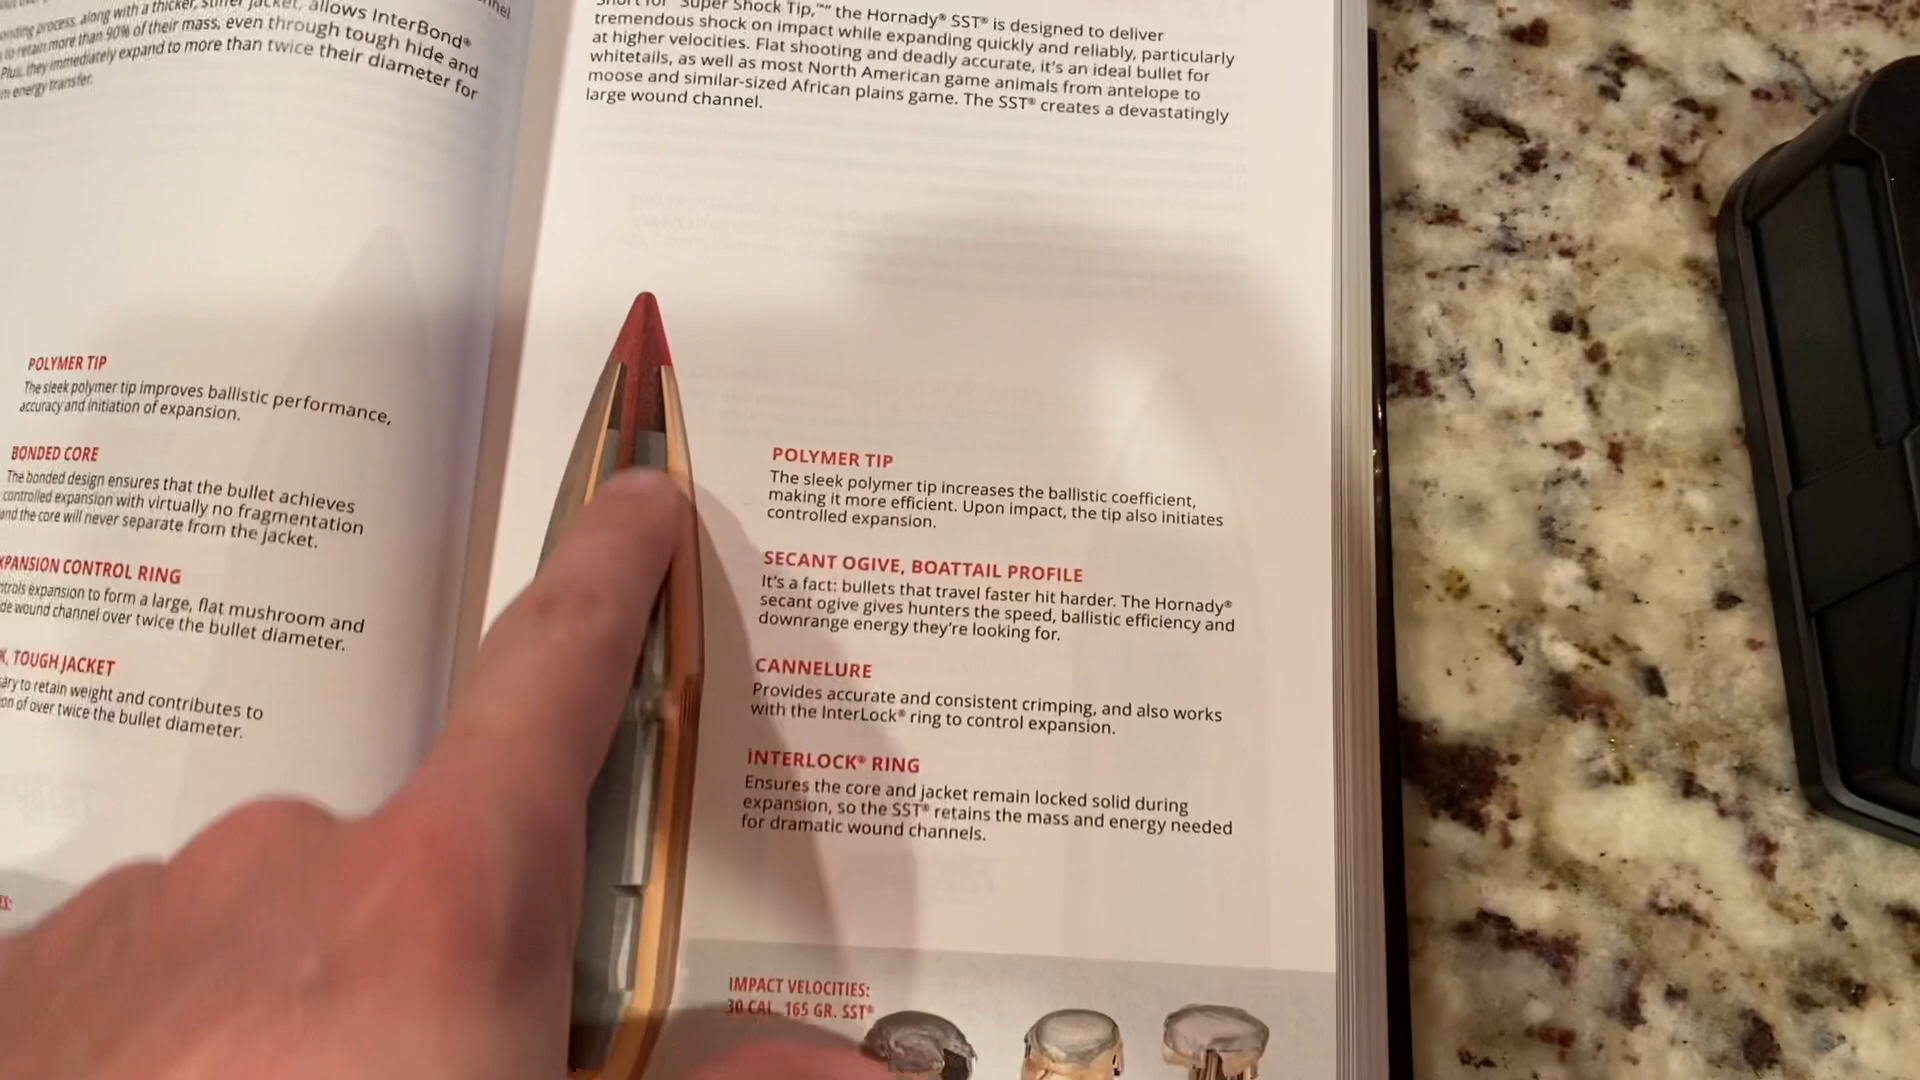 along with a thicker, stiffer jacket, allows InterBond®
to retain more than 90% of their mass, even through tough hide and
Plus, they immediately expand to more than twice their diameter for
energy transfer.
POLYMER TIP
The sleek polymer tip improves ballistic performance,
accuracy and initiation of expansion.
BONDED CORE
The bonded design ensures that the bullet achieves
controlled expansion with virtually no fragmentation
and the core will never separate from the jacket.
XPANSION CONTROL RING
ntrols expansion to form a large, flat mushroom and
de wound channel over twice the bullet diameter.
K, TOUGH JACKET
ary to retain weight and contributes to
on of over twice the bullet diameter.
Short for "Super Shock Tip,™" the Hornady® SST® is designed to deliver
tremendous shock on impact while expanding quickly and reliably, particularly
at higher velocities. Flat shooting and deadly accurate, it's an ideal bullet for
whitetails, as well as most North American game animals from antelope to
moose and similar-sized African plains game. The SST® creates a devastatingly
large wound channel.
POLYMER TIP
The sleek polymer tip increases the ballistic coefficient,
making it more efficient. Upon impact, the tip also initiates
controlled expansion.
SECANT OGIVE, BOATTAIL PROFILE
It's a fact: bullets that travel faster hit harder. The Hornady®
secant ogive gives hunters the speed, ballistic efficiency and
downrange energy they're looking for.
CANNELURE
Provides accurate and consistent crimping, and also works
with the InterLock® ring to control expansion.
INTERLOCK® RING
Ensures the core and jacket remain locked solid during
expansion, so the SST® retains the mass and energy needed
for dramatic wound channels.
IMPACT VELOCITIES:
30 CAL. 165 GR. SST®